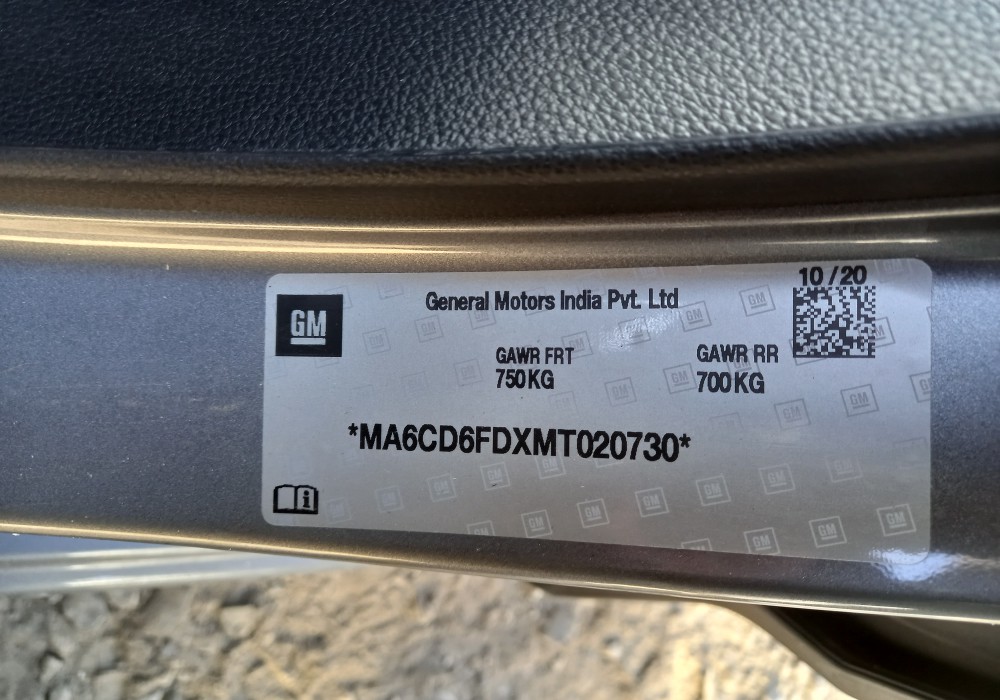 10/20
GM
General Motors India Pvt. Ltd
GAWR FRT
750KG
GAWR RR
700KG
*MA6CD6FDXMT020730*
i